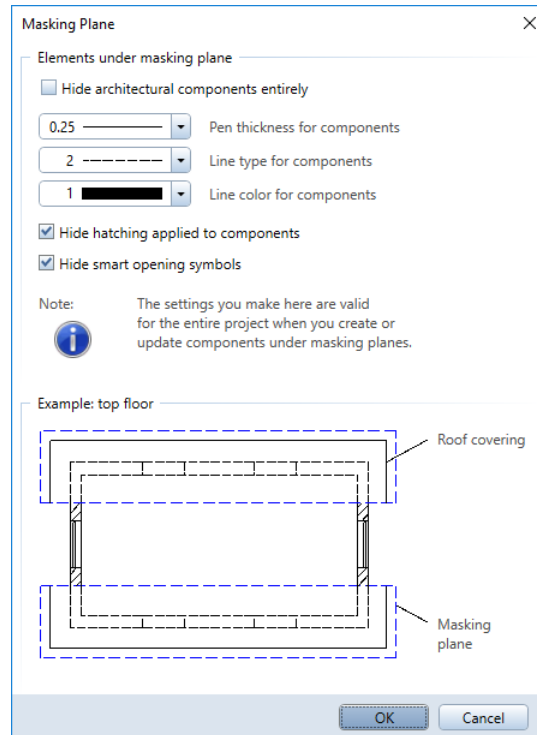 Masking Plane
Elements under masking plane
Hide architectural components entirely
0.25 Pen thickness for components
2 Line type for components
1 Line color for components
Hide hatching applied to components
Hide smart opening symbols
Note: The settings you make here are valid
for the entire project when you create or
update components under masking planes.
Example: top floor
Roof covering
Masking
plane
OK Cancel